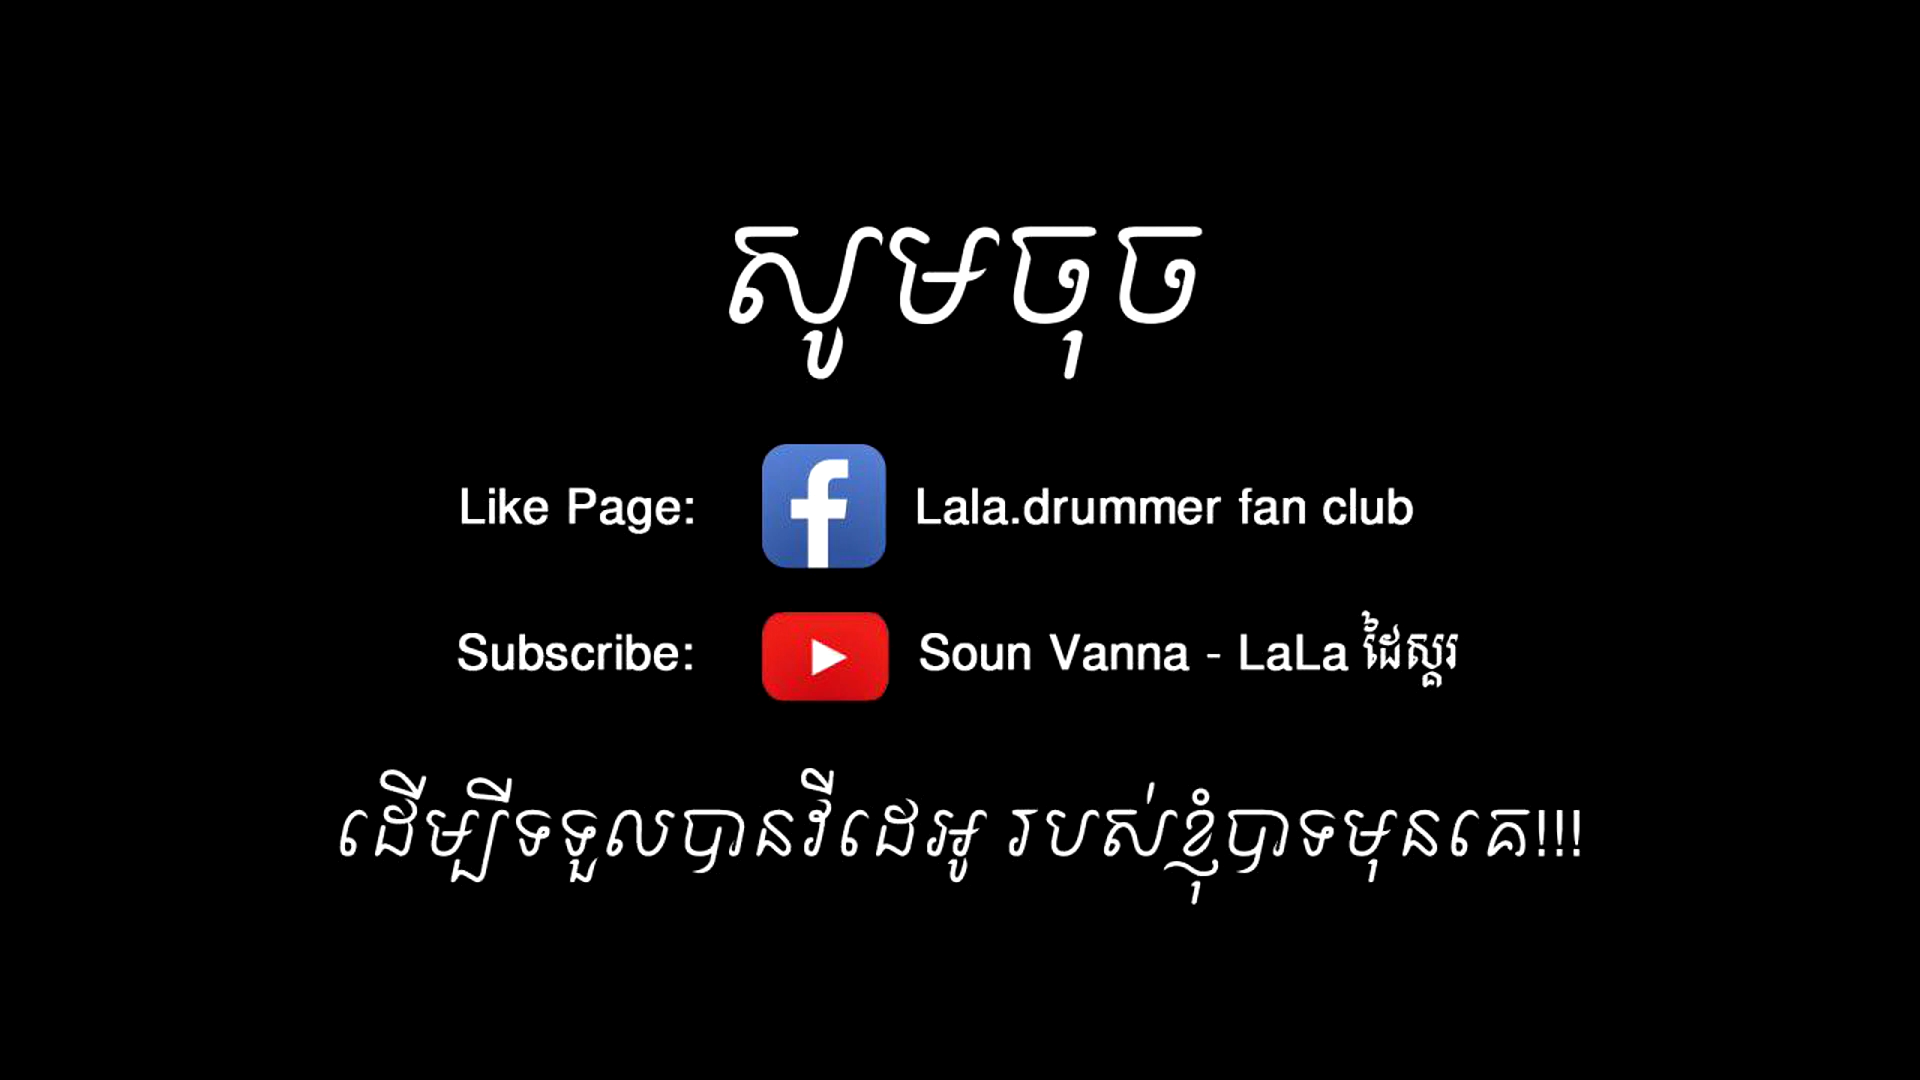 សូមចុច
Like Page: Lala.drummer fan club
Subscribe: Soun Vanna - LaLa ដៃស្គរ
ដើម្បីទទួលបានវីដេអូ របស់ខ្ញុំបាទមុនគេ!!!